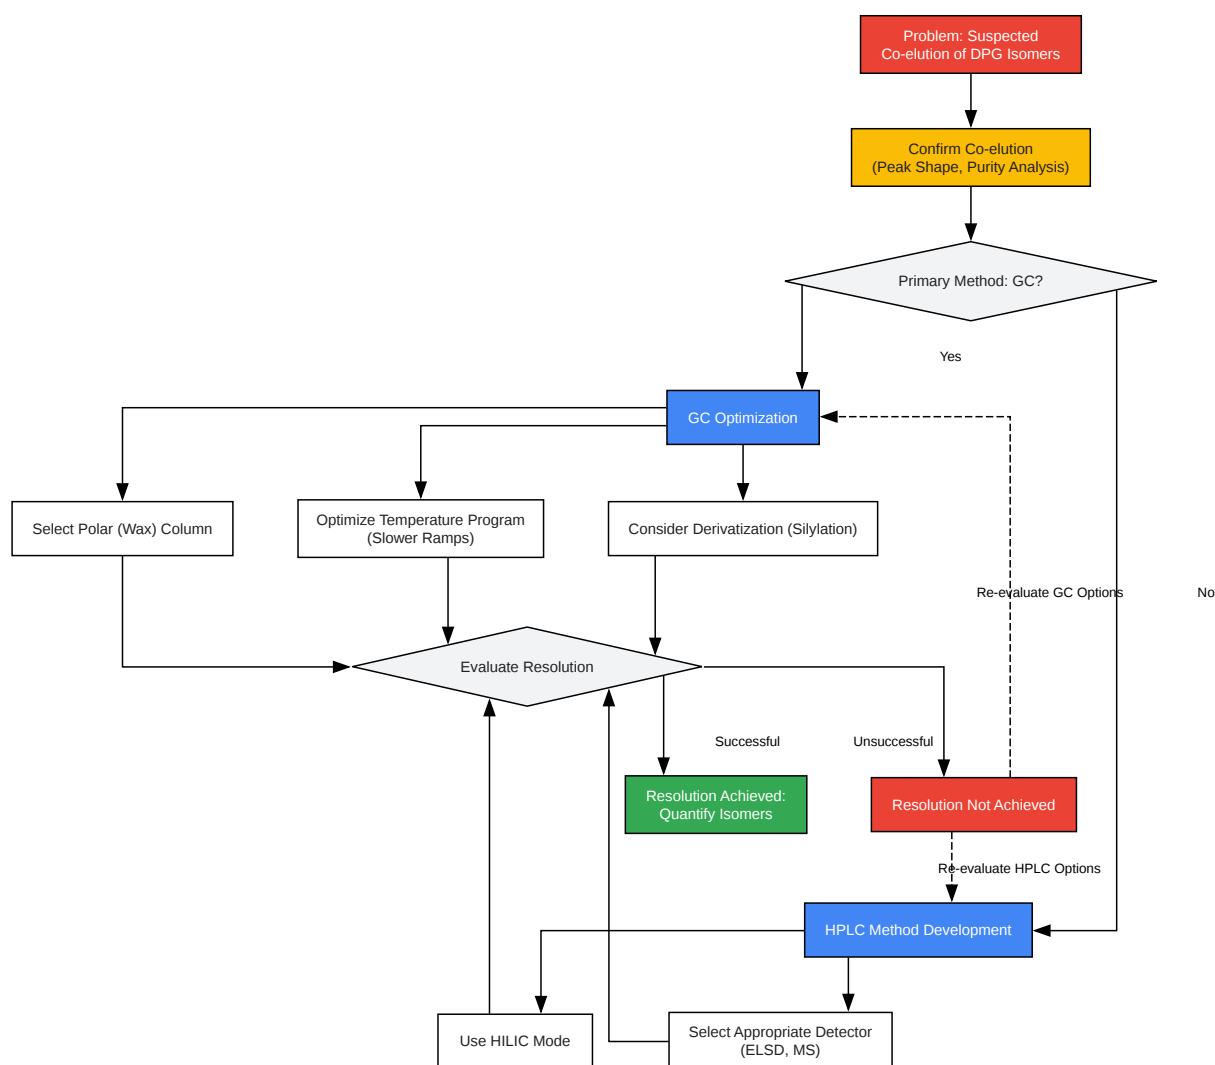 Problem: Suspected
Co-elution of DPG Isomers
Confirm Co-elution
(Peak Shape, Purity Analysis)
Primary Method: GC?
Yes
GC Optimization
Select Polar (Wax) Column
Optimize Temperature Program
(Slower Ramps)
Consider Derivatization (Silylation)
Re-evaluate GC Options
No
Evaluate Resolution
Successful
Unsuccessful
Resolution Achieved:
Quantify Isomers
Resolution Not Achieved
Re-evaluate HPLC Options
HPLC Method Development
Use HILIC Mode
Select Appropriate Detector
(ELSD, MS)